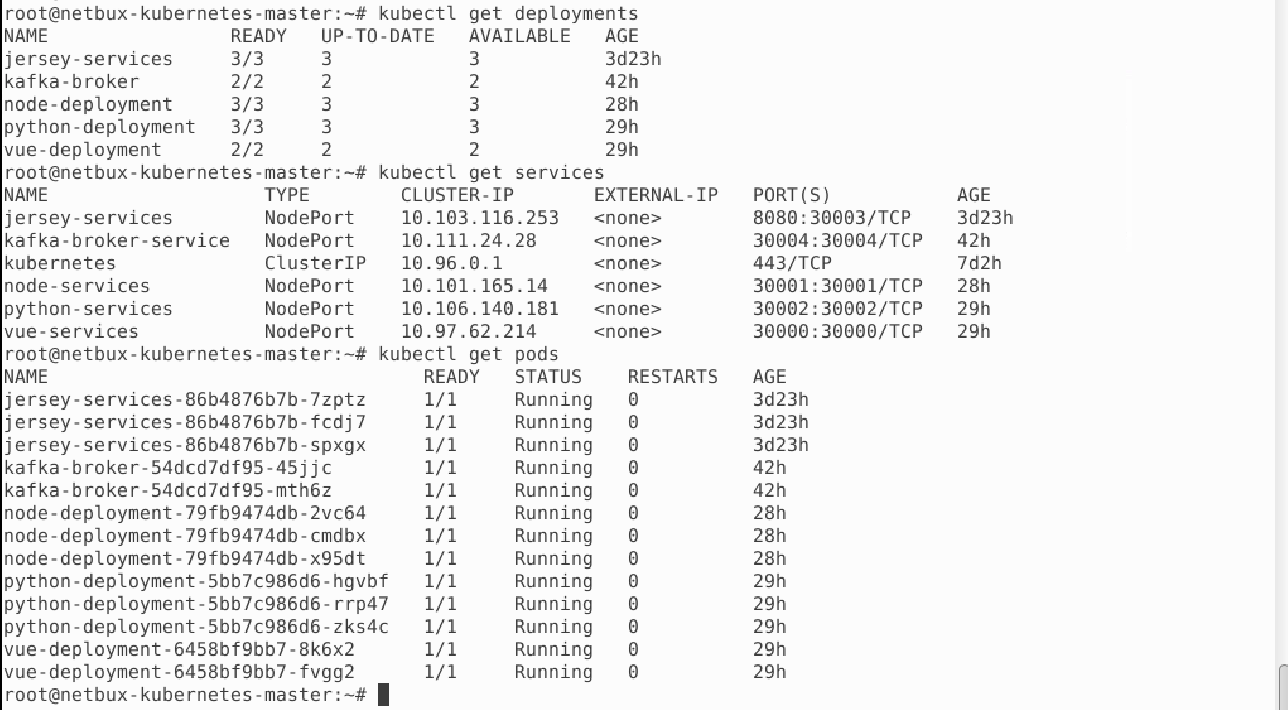 root@netbux-kubernetes-master:~# kubectl get deployments
NAME                READY   UP-TO-DATE   AVAILABLE   AGE
jersey-services     3/3     3            3           3d23h
kafka-broker        2/2     2            2           42h
node-deployment     3/3     3            3           28h
python-deployment   3/3     3            3           29h
vue-deployment      2/2     2            2           29h
root@netbux-kubernetes-master:~# kubectl get services
NAME                   TYPE        CLUSTER-IP       EXTERNAL-IP   PORT(S)           AGE
jersey-services        NodePort    10.103.116.253   <none>        8080:30003/TCP    3d23h
kafka-broker-service   NodePort    10.111.24.28     <none>        30004:30004/TCP   42h
kubernetes             ClusterIP   10.96.0.1        <none>        443/TCP           7d2h
node-services          NodePort    10.101.165.14    <none>        30001:30001/TCP   28h
python-services        NodePort    10.106.140.181   <none>        30002:30002/TCP   29h
vue-services           NodePort    10.97.62.214     <none>        30000:30000/TCP   29h
root@netbux-kubernetes-master:~# kubectl get pods
NAME                                 READY   STATUS    RESTARTS   AGE
jersey-services-86b4876b7b-7zptz     1/1     Running   0          3d23h
jersey-services-86b4876b7b-fcdj7     1/1     Running   0          3d23h
jersey-services-86b4876b7b-spxgx     1/1     Running   0          3d23h
kafka-broker-54dcd7df95-45jjc        1/1     Running   0          42h
kafka-broker-54dcd7df95-mth6z        1/1     Running   0          42h
node-deployment-79fb9474db-2vc64     1/1     Running   0          28h
node-deployment-79fb9474db-cmdbx     1/1     Running   0          28h
node-deployment-79fb9474db-x95dt     1/1     Running   0          28h
python-deployment-5bb7c986d6-hgvbf   1/1     Running   0          29h
python-deployment-5bb7c986d6-rrp47   1/1     Running   0          29h
python-deployment-5bb7c986d6-zks4c   1/1     Running   0          29h
vue-deployment-6458bf9bb7-8k6x2      1/1     Running   0          29h
vue-deployment-6458bf9bb7-fvgg2      1/1     Running   0          29h
root@netbux-kubernetes-master:~#